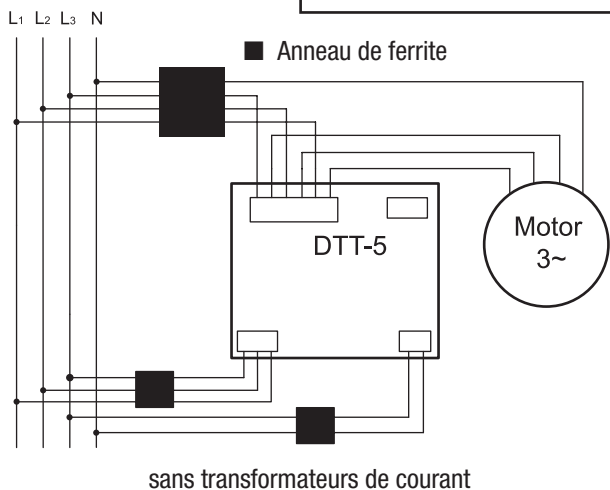 L1 L2 L3 N
■ Anneau de ferrite
DTT-5
Motor
3~
sans transformateurs de courant